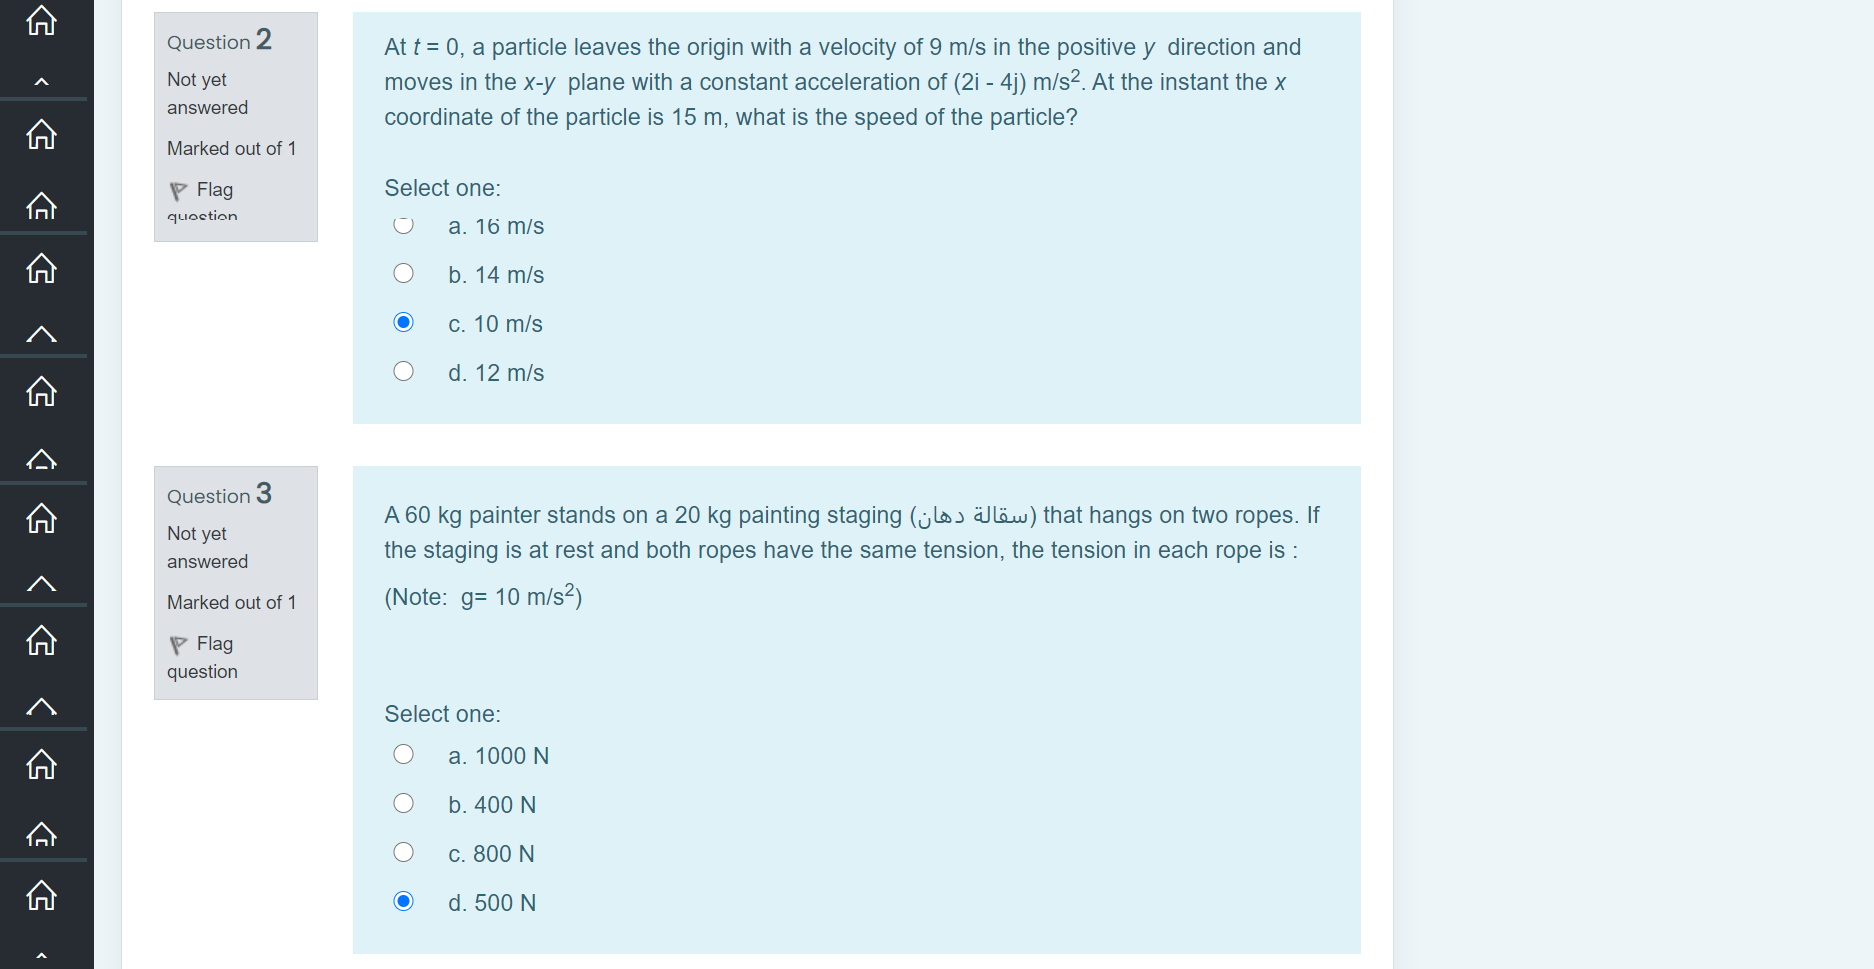 Question 2
Not yet
answered
Marked out of 1
Flag
question
At t = 0, a particle leaves the origin with a velocity of 9 m/s in the positive y direction and
moves in the x-y plane with a constant acceleration of (2i - 4j) m/s². At the instant the x
coordinate of the particle is 15 m, what is the speed of the particle?
Select one:
a. 16 m/s
b. 14 m/s
c. 10 m/s
d. 12 m/s
Question 3
Not yet
answered
Marked out of 1
Flag
question
A 60 kg painter stands on a 20 kg painting staging (سقالة دهان) that hangs on two ropes. If
the staging is at rest and both ropes have the same tension, the tension in each rope is :
(Note: g= 10 m/s²)
Select one:
a. 1000 N
b. 400 N
c. 800 N
d. 500 N